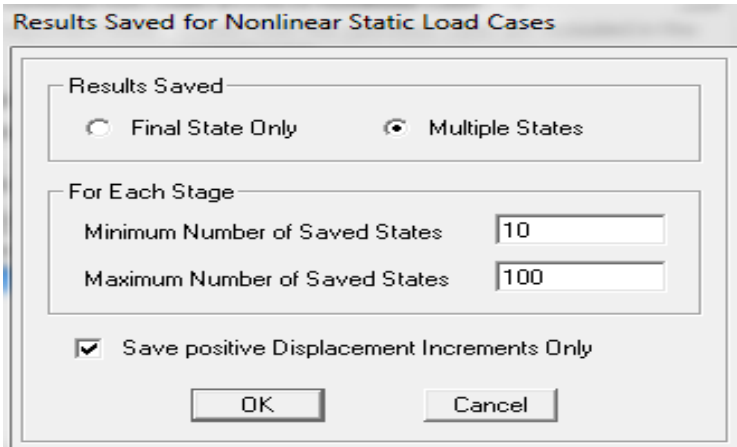 Results Saved for Nonlinear Static Load Cases
Results Saved
Final State Only Multiple States
For Each Stage
Minimum Number of Saved States 10
Maximum Number of Saved States 100
Save positive Displacement Increments Only
OK Cancel